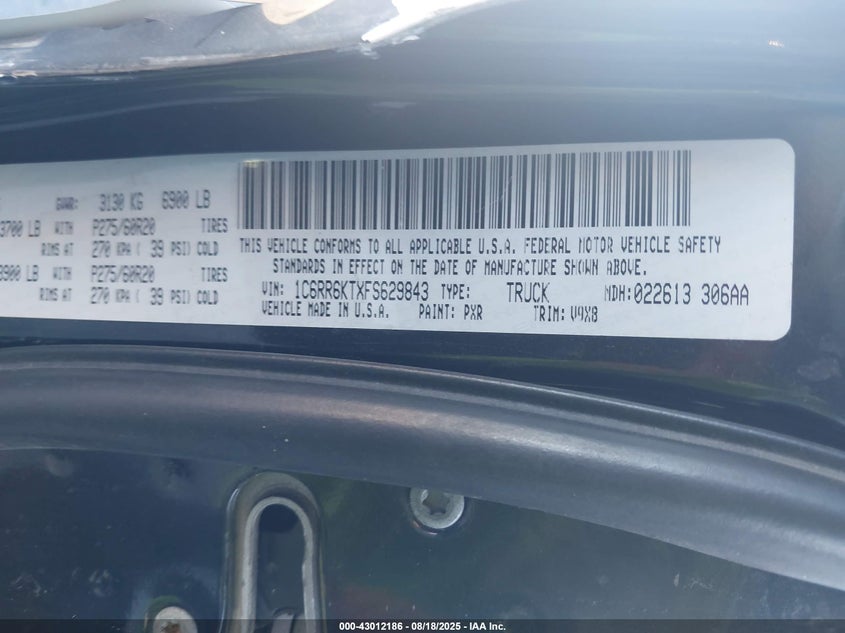 GVWR: 3130 KG 6900 LB
3700 LB WITH P275/60R20 TIRES
RIMS AT 270 KPA ( 39 PSI) COLD
3900 LB WITH P275/60R20 TIRES
RIMS AT 270 KPA ( 39 PSI) COLD
THIS VEHICLE CONFORMS TO ALL APPLICABLE U.S.A. FEDERAL MOTOR VEHICLE SAFETY
STANDARDS IN EFFECT ON THE DATE OF MANUFACTURE SHOWN ABOVE.
VIN: 1C6RR6KTXFS629843 TYPE: TRUCK MDH:022613 306AA
VEHICLE MADE IN U.S.A. PAINT: PXR TRIM: V9X8
000-43012186 - 08/18/2025 - IAA Inc.